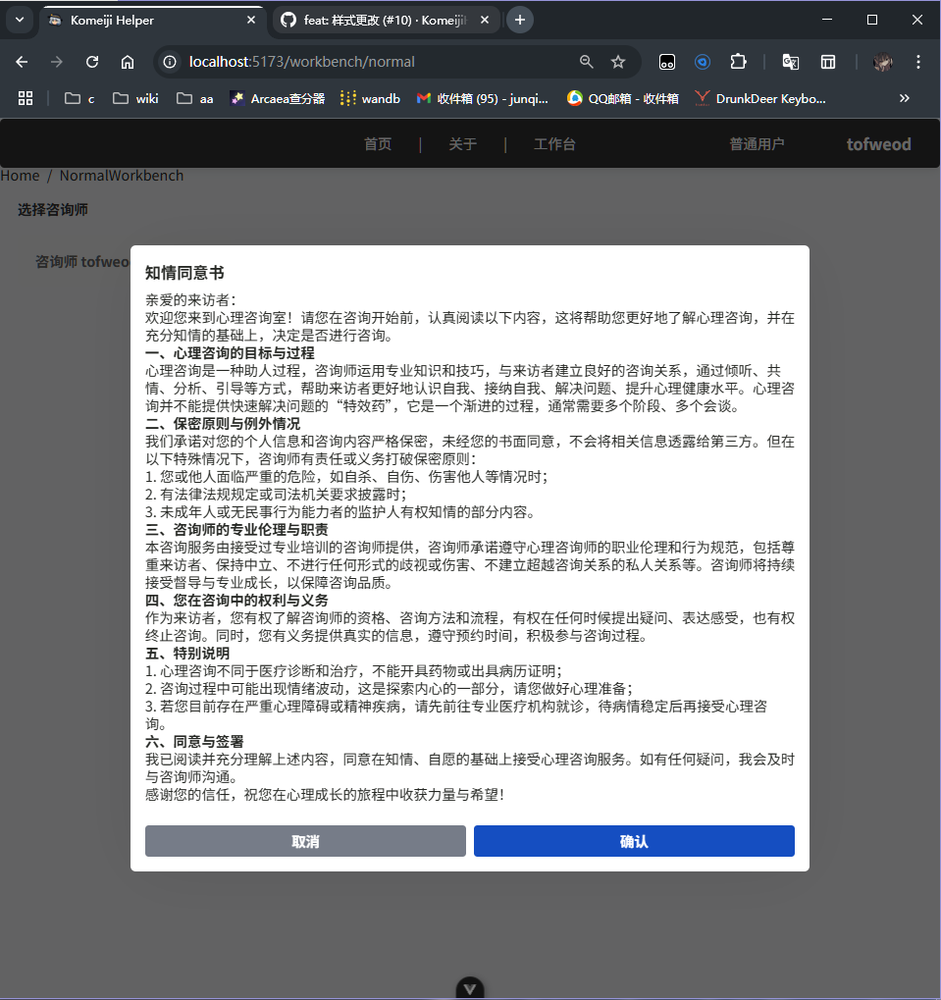 Komeiji Helper
feat: 样式更改 (#10) · Komeiji
localhost:5173/workbench/normal
c wiki aa Arcaea查分器 wandb 收件箱 (95) - junqi... QQ邮箱 - 收件箱 DrunkDeer Keybo...
首页 | 关于 | 工作台 普通用户 tofweod
Home / NormalWorkbench
选择咨询师
咨询师 tofweod
知情同意书
亲爱的来访者：
欢迎您来到心理咨询室！请您在咨询开始前，认真阅读以下内容，这将帮助您更好地了解心理咨询，并在
充分知情的基础上，决定是否进行咨询。
一、心理咨询的目标与过程
心理咨询是一种助人过程，咨询师运用专业知识和技巧，与来访者建立良好的咨询关系，通过倾听、共
情、分析、引导等方式，帮助来访者更好地认识自我、接纳自我、解决问题、提升心理健康水平。心理咨
询并不能提供快速解决问题的“特效药”，它是一个渐进的过程，通常需要多个阶段、多个会谈。
二、保密原则与例外情况
我们承诺对您的个人信息和咨询内容严格保密，未经您的书面同意，不会将相关信息透露给第三方。但在
以下特殊情况下，咨询师有责任或义务打破保密原则：
1. 您或他人面临严重的危险，如自杀、自伤、伤害他人等情况时；
2. 有法律法规规定或司法机关要求披露时；
3. 未成年人或无民事行为能力者的监护人有权知情的部分内容。
三、咨询师的专业伦理与职责
本咨询服务由接受过专业培训的咨询师提供，咨询师承诺遵守心理咨询师的职业伦理和行为规范，包括尊
重来访者、保持中立、不进行任何形式的歧视或伤害、不建立超越咨询关系的私人关系等。咨询师将持续
接受督导与专业成长，以保障咨询品质。
四、您在咨询中的权利与义务
作为来访者，您有权了解咨询师的资格、咨询方法和流程，有权在任何时候提出疑问、表达感受，也有权
终止咨询。同时，您有义务提供真实的信息，遵守预约时间，积极参与咨询过程。
五、特别说明
1. 心理咨询不同于医疗诊断和治疗，不能开具药物或出具病历证明；
2. 咨询过程中可能出现情绪波动，这是探索内心的一部分，请您做好心理准备；
3. 若您目前存在严重心理障碍或精神疾病，请先前往专业医疗机构就诊，待病情稳定后再接受心理咨
询。
六、同意与签署
我已阅读并充分理解上述内容，同意在知情、自愿的基础上接受心理咨询服务。如有任何疑问，我会及时
与咨询师沟通。
感谢您的信任，祝您在心理成长的旅程中收获力量与希望！
取消 确认